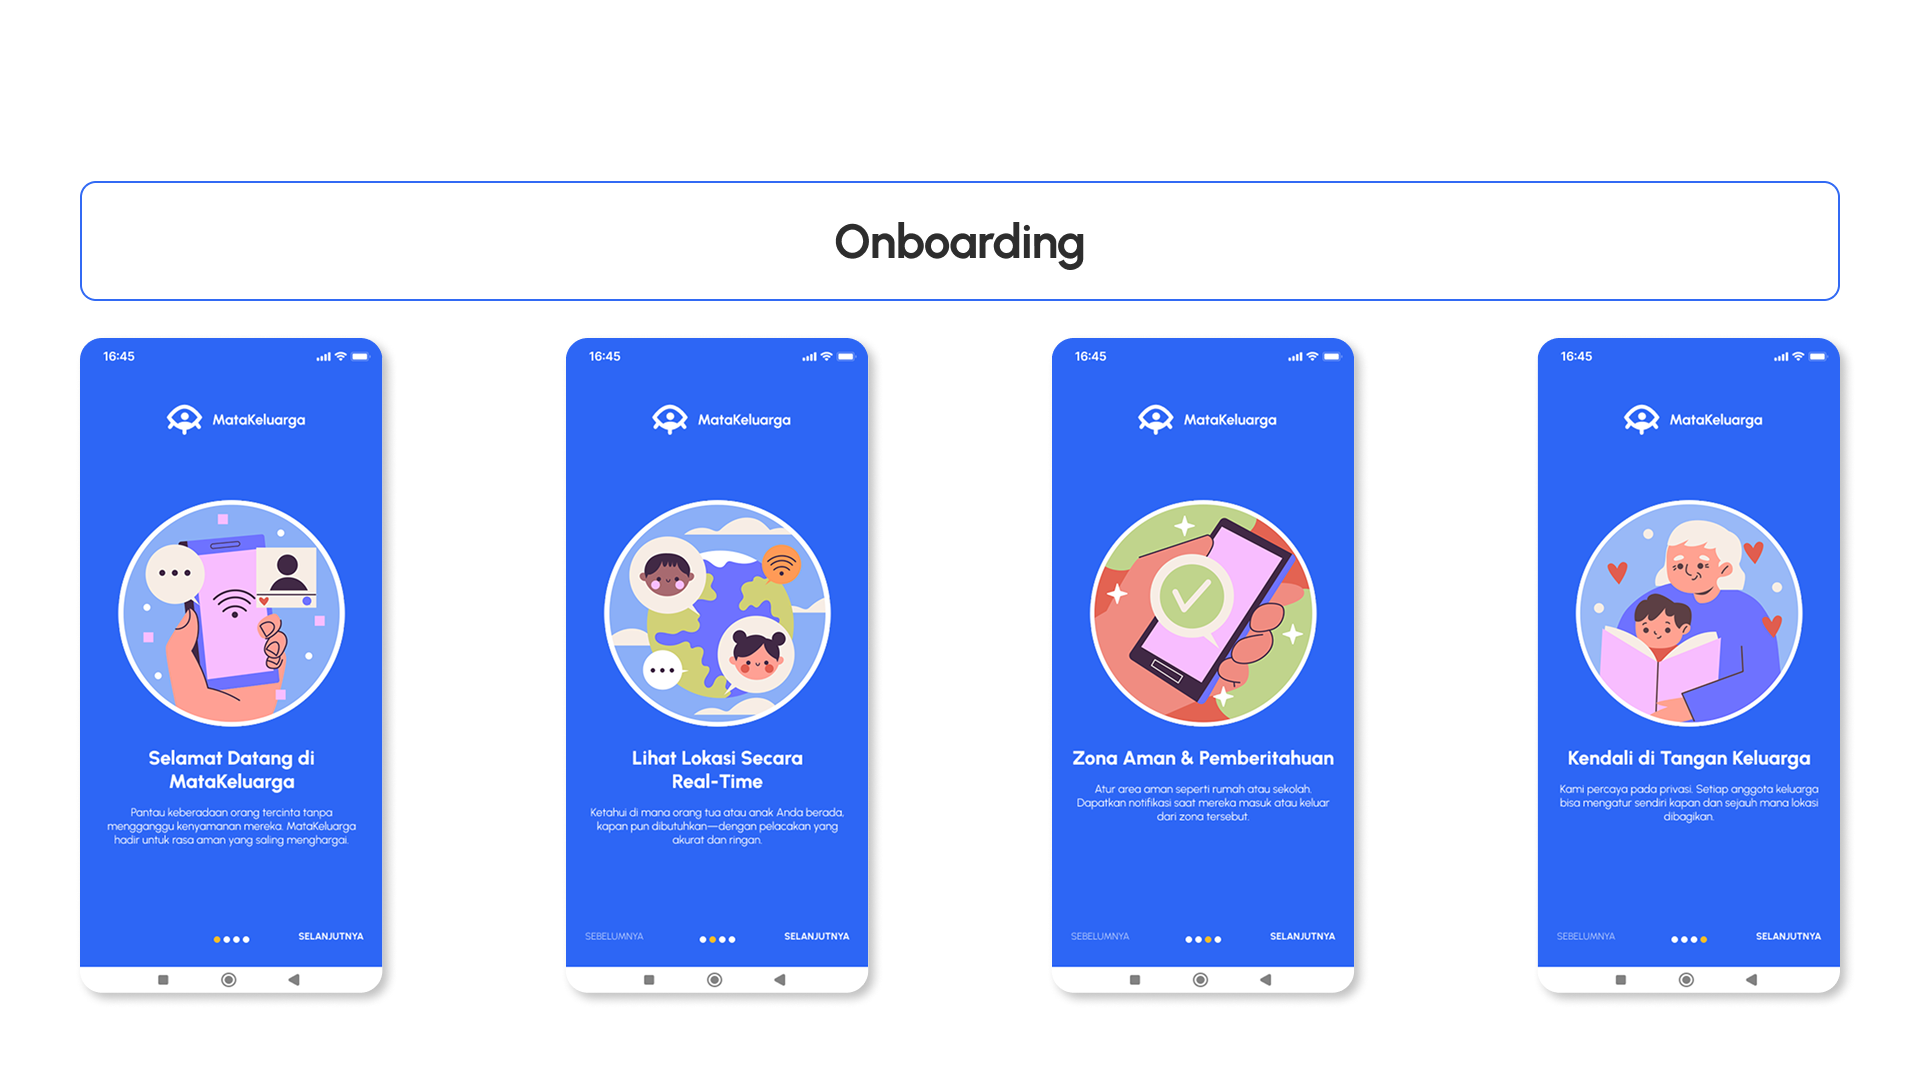 Onboarding
16:45
MataKeluarga
Selamat Datang di
MataKeluarga
Pantau keberadaan orang tercinta tanpa
mengganggu kenyamanan mereka. MataKeluarga
hadir untuk rasa aman yang saling menghargai.
SELANJUTNYA
16:45
MataKeluarga
Lihat Lokasi Secara
Real-Time
Ketahui di mana orang tua atau anak Anda berada,
kapan pun dibutuhkan—dengan pelacakan yang
akurat dan ringan.
SEBELUMNYA
SELANJUTNYA
16:45
MataKeluarga
Zona Aman & Pemberitahuan
Atur area aman seperti rumah atau sekolah.
Dapatkan notifikasi saat mereka masuk atau keluar
dari zona tersebut.
SEBELUMNYA
SELANJUTNYA
16:45
MataKeluarga
Kendali di Tangan Keluarga
Kami percaya pada privasi. Setiap anggota keluarga
bisa mengatur sendiri kapan dan sejauh mana lokasi
dibagikan.
SEBELUMNYA
SELANJUTNYA